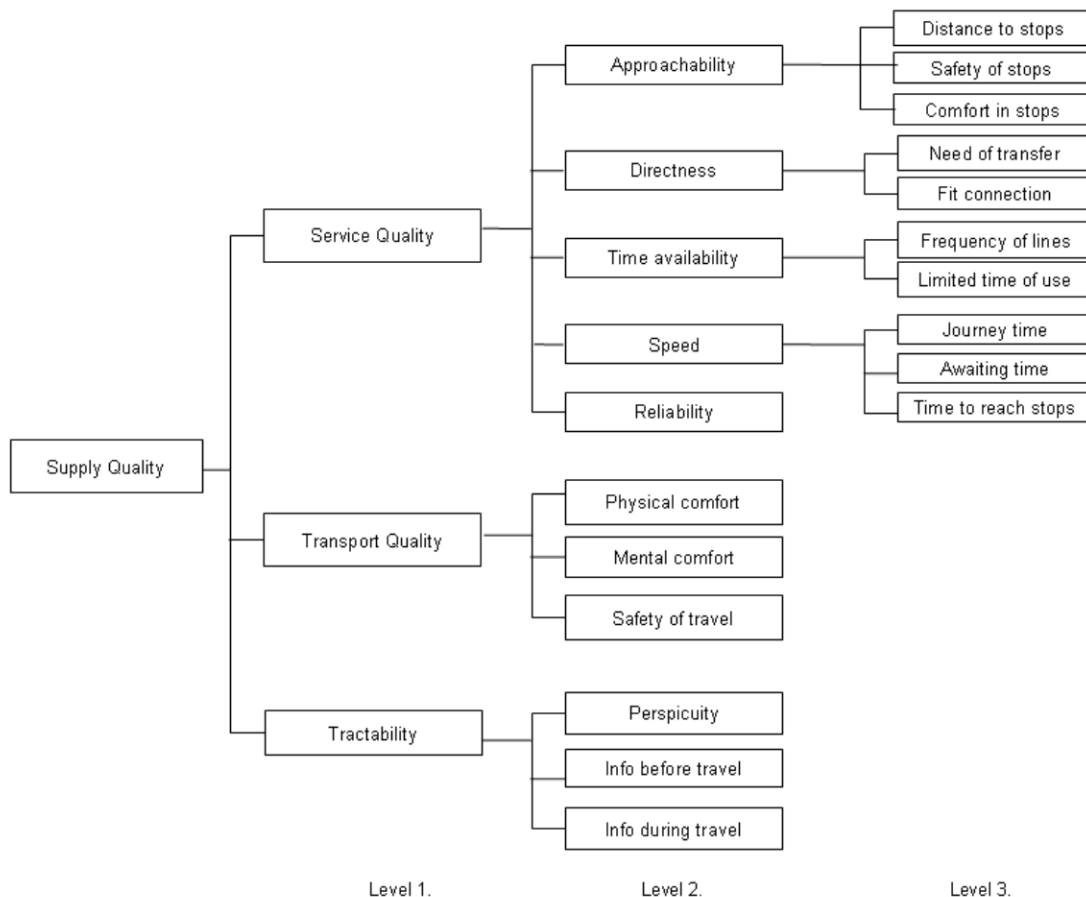 Supply Quality
Service Quality
Transport Quality
Tractability
Approachability
Directness
Time availability
Speed
Reliability
Physical comfort
Mental comfort
Safety of travel
Perspicuity
Info before travel
Info during travel
Distance to stops
Safety of stops
Comfort in stops
Need of transfer
Fit connection
Frequency of lines
Limited time of use
Journey time
Awaiting time
Time to reach stops
Level 1.
Level 2.
Level 3.